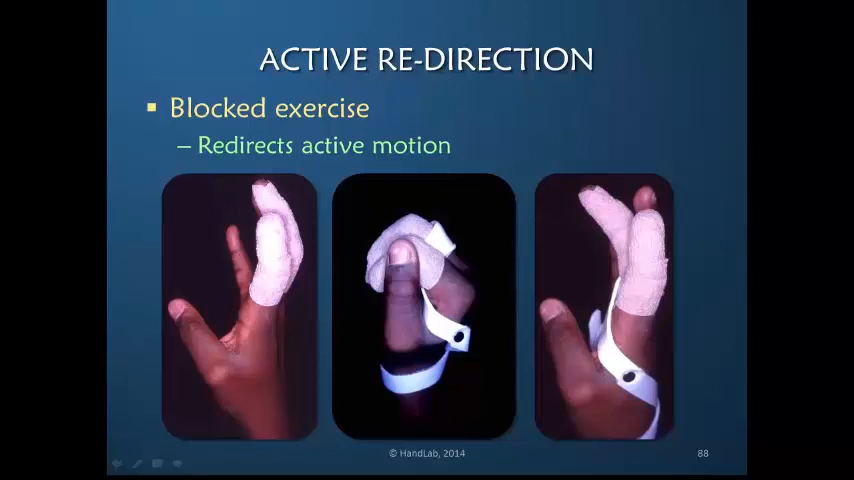 ACTIVE RE-DIRECTION
▪ Blocked exercise
– Redirects active motion
© HandLab, 2014
88